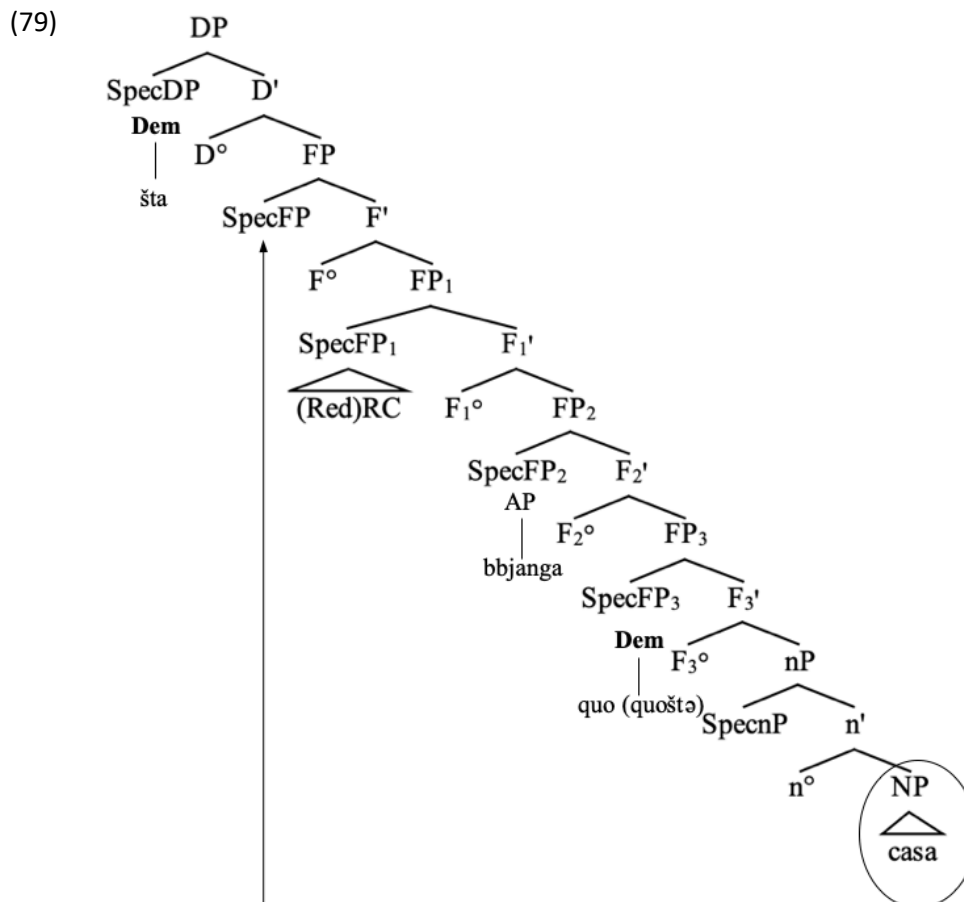 (79)
DP
SpecDP D'
Dem D° FP
šta
SpecFP F'
F° FP₁
SpecFP₁ F₁'
(Red)RC F₁° FP₂
SpecFP₂ F₂'
AP F₂° FP₃
bbjanga
SpecFP₃ F₃'
Dem F₃° nP
quo (quoštə) SpecnP n'
n° NP
casa